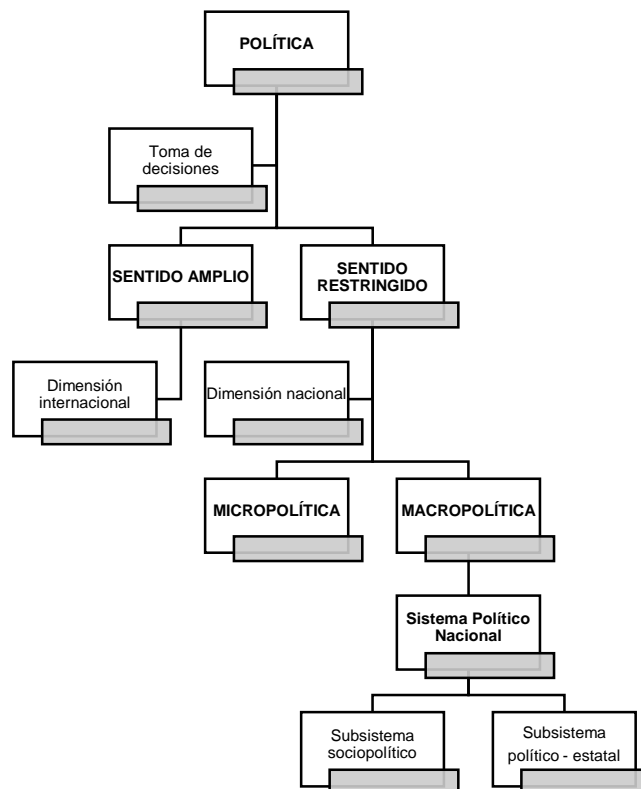 POLÍTICA
Toma de
decisiones
SENTIDO AMPLIO
SENTIDO
RESTRINGIDO
Dimensión
internacional
Dimensión nacional
MICROPOLÍTICA
MACROPOLÍTICA
Sistema Político
Nacional
Subsistema
sociopolítico
Subsistema
político - estatal